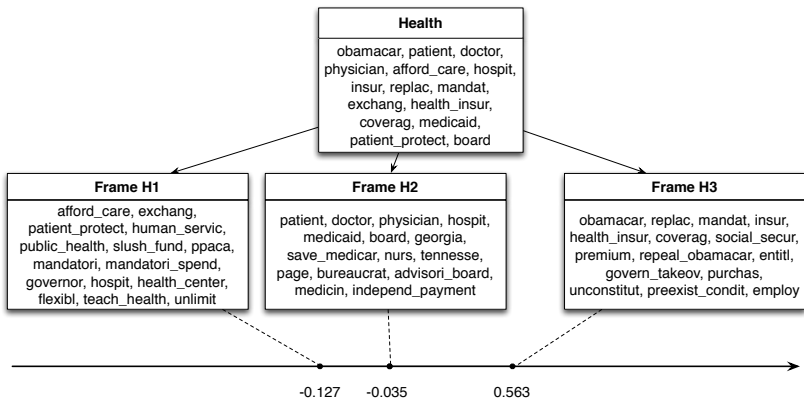 Health
obamacar, patient, doctor,
physician, afford_care, hospit,
insur, replac, mandat,
exchang, health_insur,
coverag, medicaid,
patient_protect, board
Frame H1
afford_care, exchang,
patient_protect, human_servic,
public_health, slush_fund, ppaca,
mandatori, mandatori_spend,
governor, hospit, health_center,
flexibl, teach_health, unlimit
Frame H2
patient, doctor, physician, hospit,
medicaid, board, georgia,
save_medicar, nurs, tennesse,
page, bureaucrat, advisori_board,
medicin, independ_payment
Frame H3
obamacar, replac, mandat, insur,
health_insur, coverag, social_secur,
premium, repeal_obamacar, entitl,
govern_takeov, purchas,
unconstitut, preexist_condit, employ
-0.127
-0.035
0.563